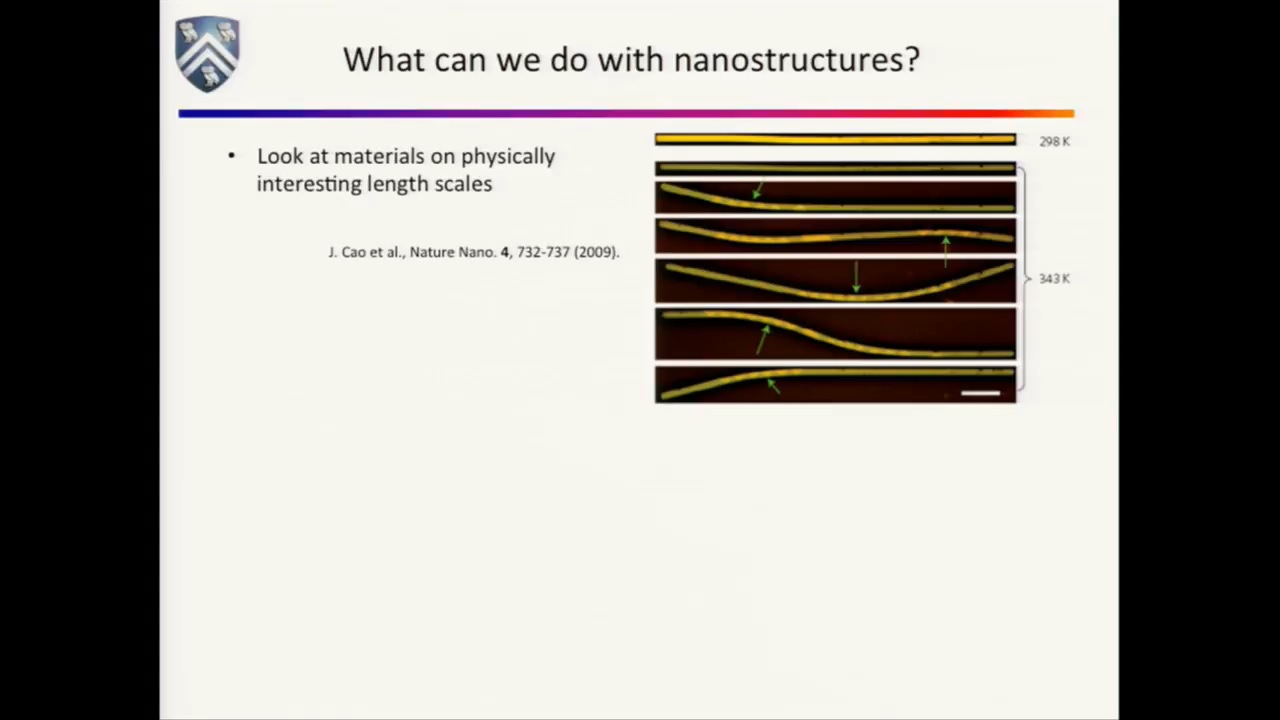 What can we do with nanostructures?
• Look at materials on physically
interesting length scales
J. Cao et al., Nature Nano. 4, 732-737 (2009).
298 K
343 K